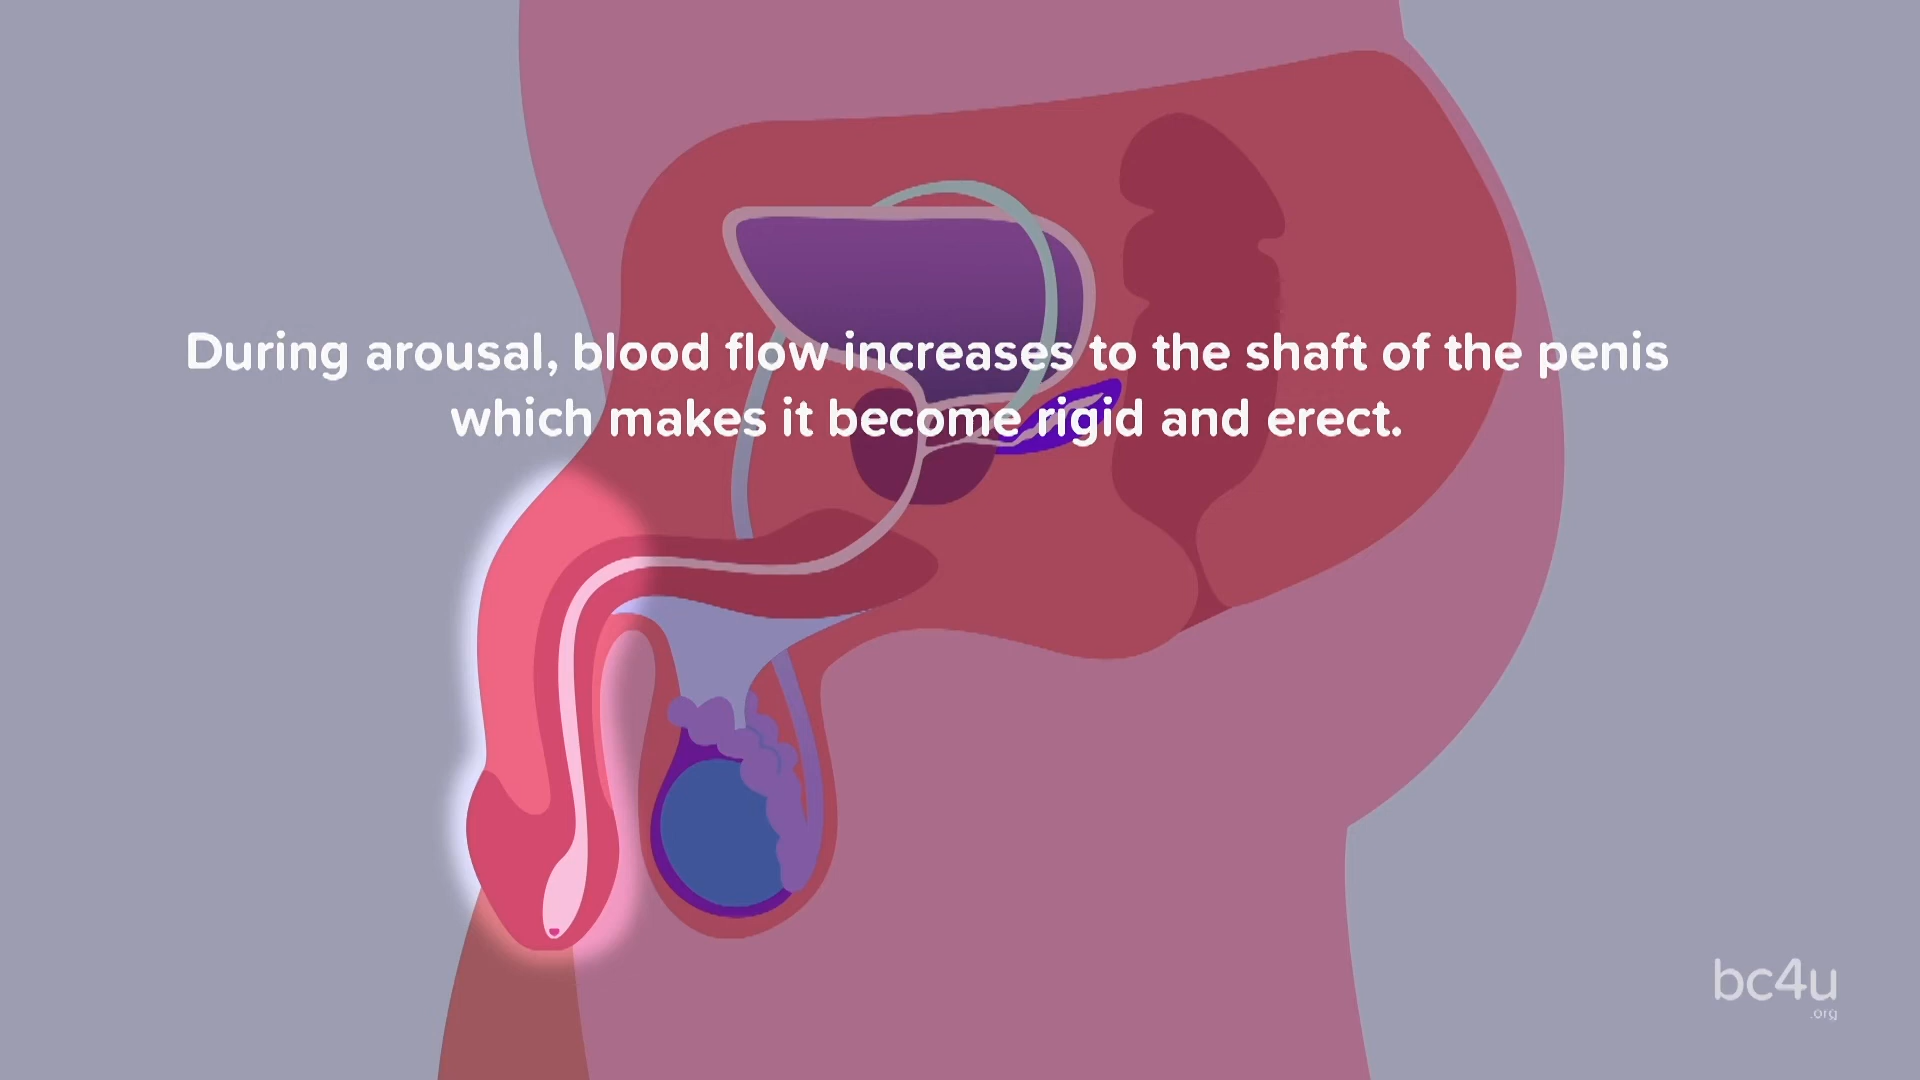 During arousal, blood flow increases to the shaft of the penis
which makes it become rigid and erect.
bc4u
.org